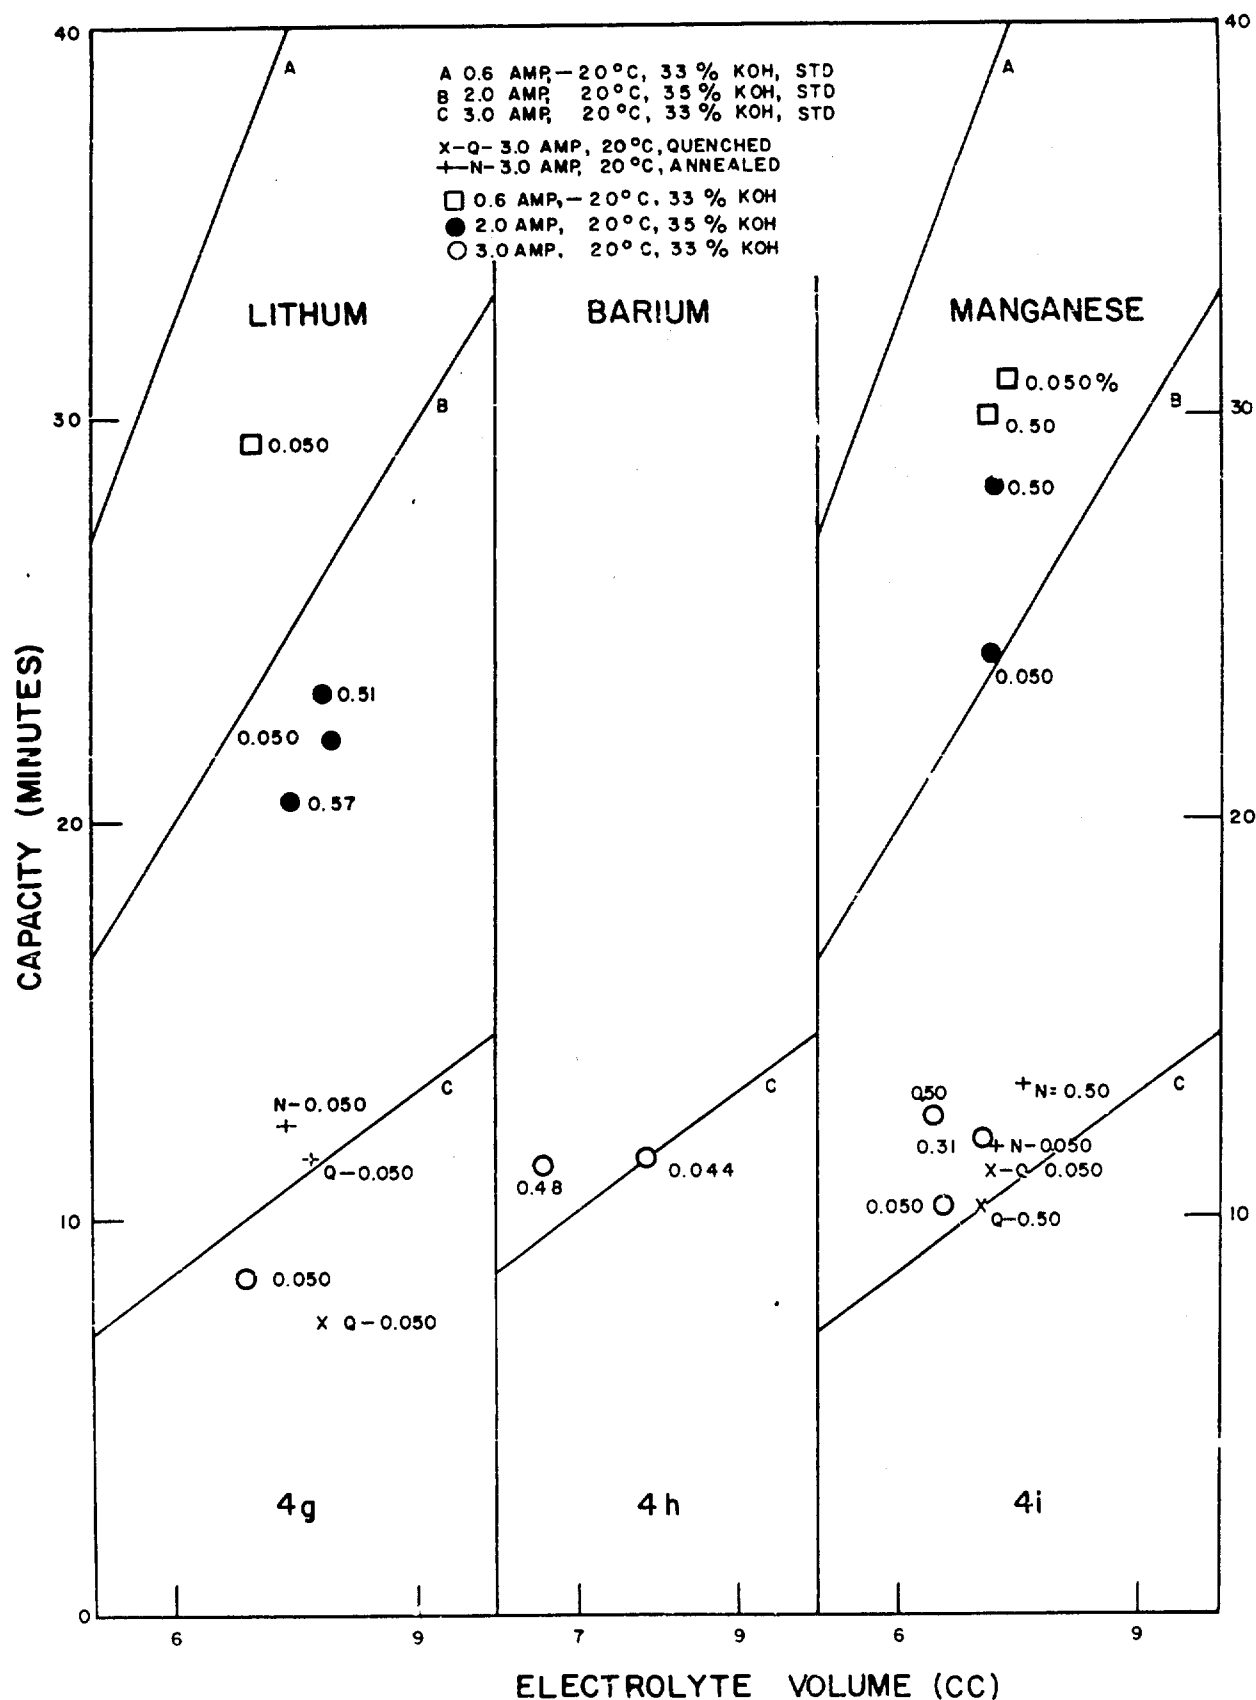 40
40
A
A
A 0.6 AMP, – 20°C, 33 % KOH, STD
B 2.0 AMP, 20°C, 35 % KOH, STD
C 3.0 AMP, 20°C, 33 % KOH, STD
X-Q- 3.0 AMP, 20°C, QUENCHED
+-N- 3.0 AMP, 20°C, ANNEALED
0.6 AMP, – 20°C, 33 % KOH
2.0 AMP, 20°C, 35 % KOH
3.0 AMP, 20°C, 33 % KOH
LITHUM
BARIUM
MANGANESE
0.050%
B
B
30
30
0.50
0.050
0.50
0.050
0.51
0.050
0.57
20
20
CAPACITY (MINUTES)
C
C
C
N-0.050
Q-0.050
0.48
0.044
0.50
N=0.50
0.31
N-0.050
X-Q 0.050
0.050
Q-0.50
10
10
0.050
X Q-0.050
4g
4h
4i
0
6
9
7
9
6
9
ELECTROLYTE VOLUME (CC)